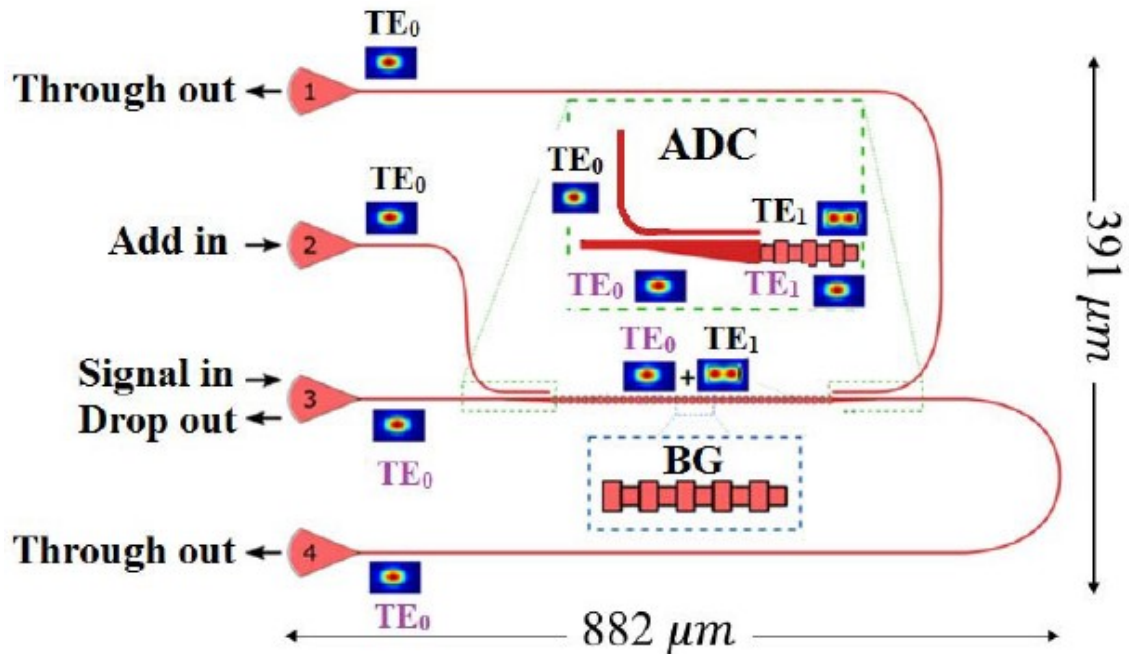 TE₀
Through out
1
ADC
TE₀
TE₀
TE₁
Add in
2
TE₀
TE₁
391 μm
TE₀
TE₁
Signal in
+
3
Drop out
BG
TE₀
Through out
4
TE₀
882 μm